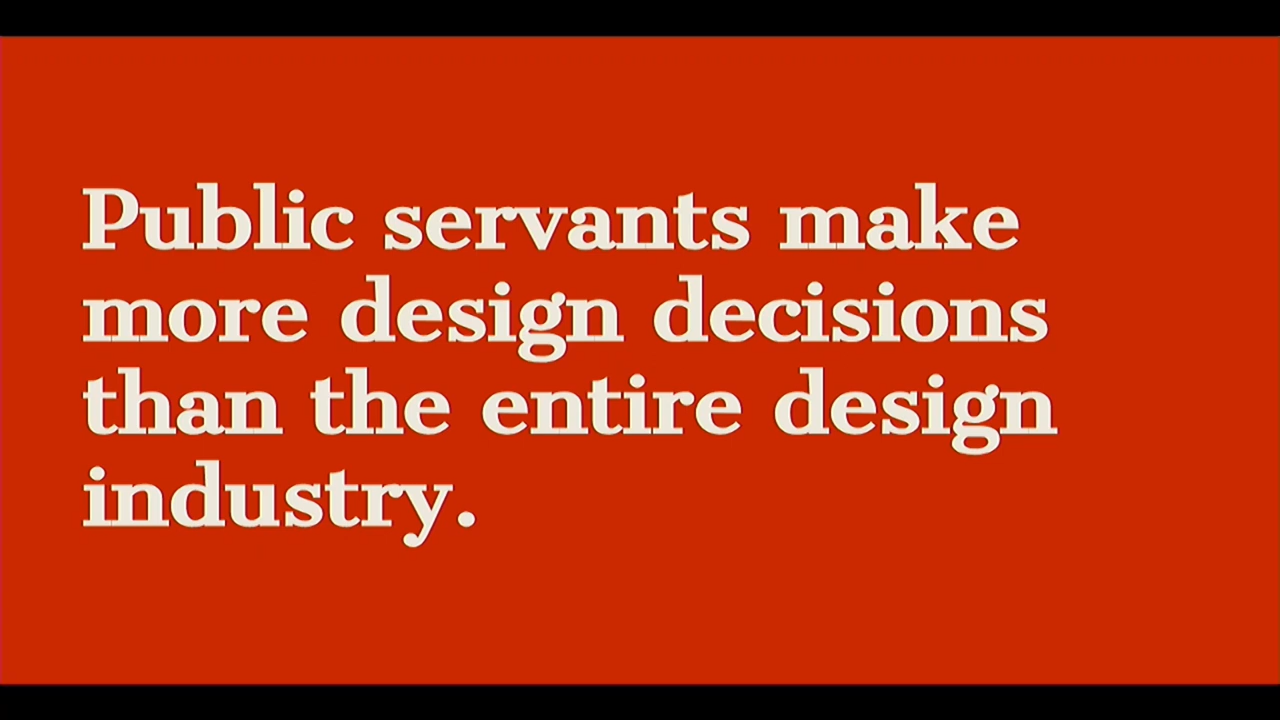 Public servants make
more design decisions
than the entire design
industry.